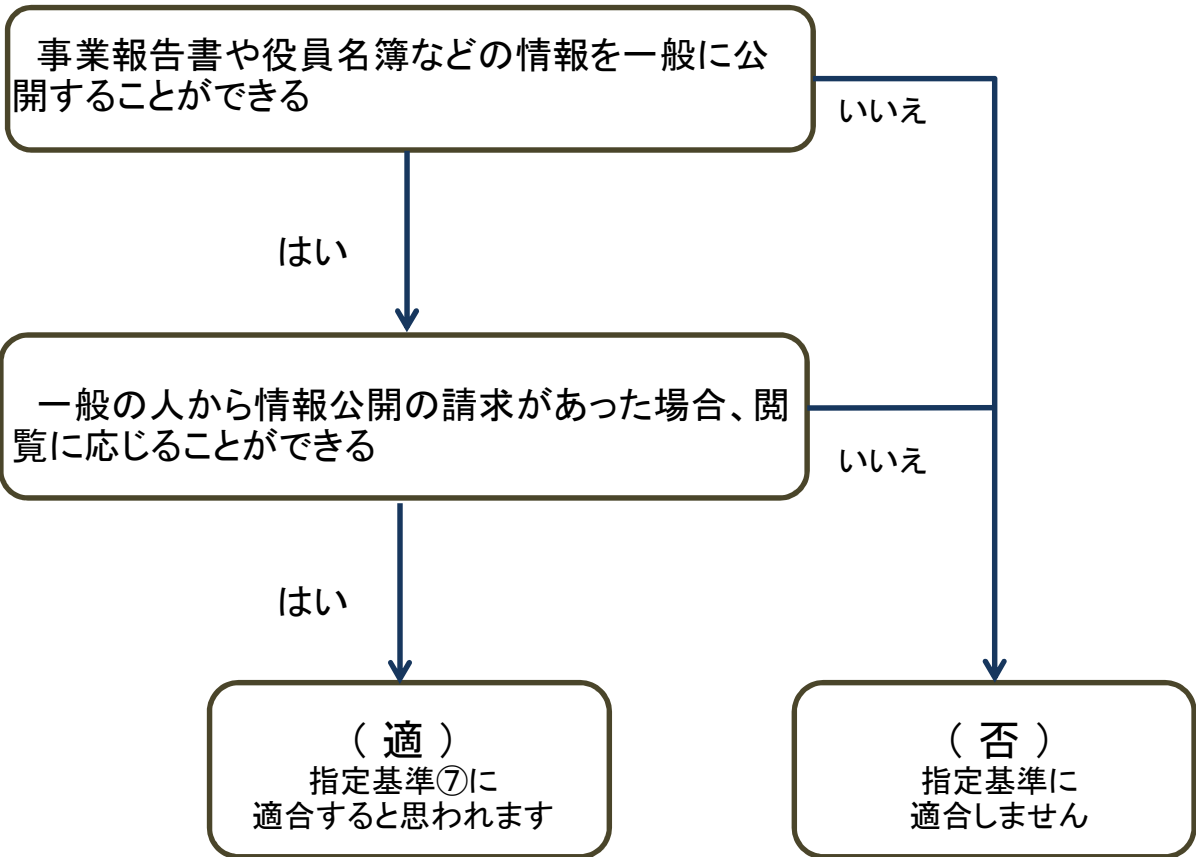 事業報告書や役員名簿などの情報を一般に公
開することができる
いいえ
はい
一般の人から情報公開の請求があった場合、閲
覧に応じることができる
いいえ
はい
（ 適 ）
指定基準⑦に
適合すると思われます
（ 否 ）
指定基準に
適合しません